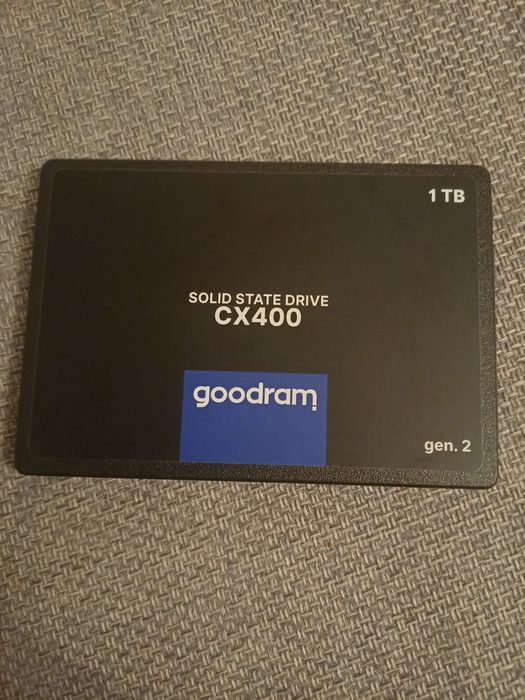 1 TB
SOLID STATE DRIVE
CX400
goodram
gen. 2